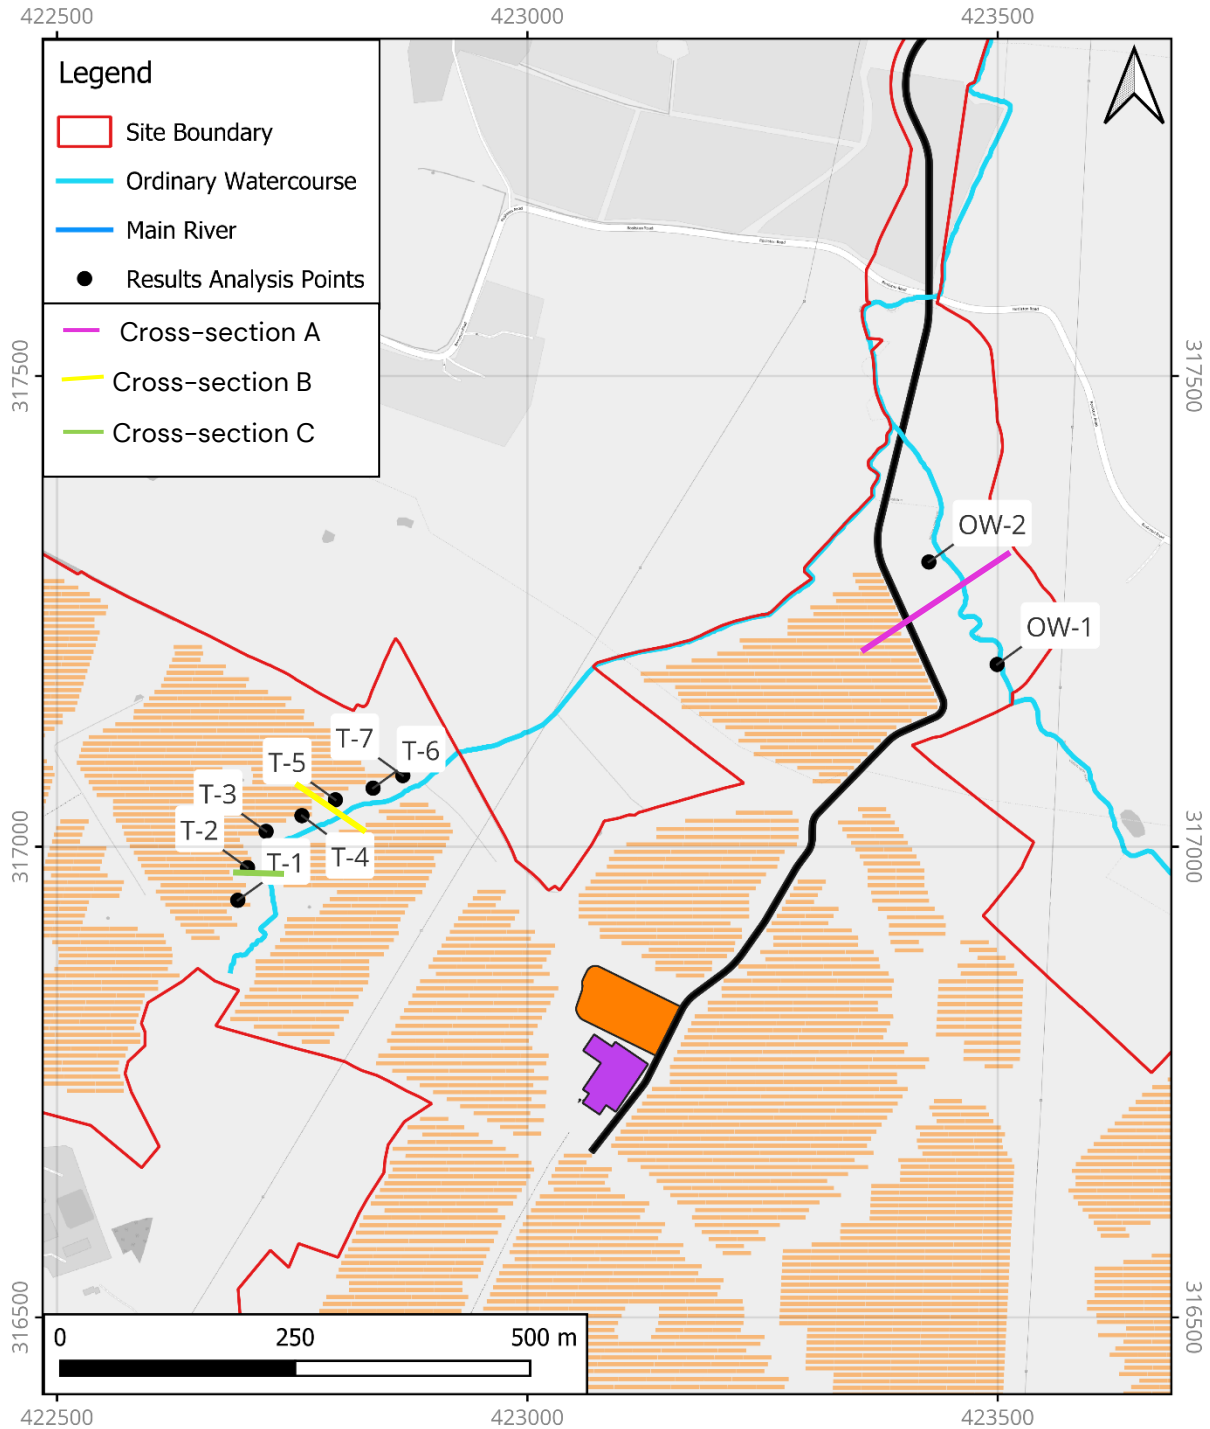 422500
423000
423500
Legend
Site Boundary
Ordinary Watercourse
Main River
Results Analysis Points
Cross-section A
Cross-section B
Cross-section C
317500
317500
OW-2
OW-1
T-7
T-6
T-5
T-3
T-2
T-1
T-4
317000
317000
316500
316500
0 250 500 m
422500
423000
423500